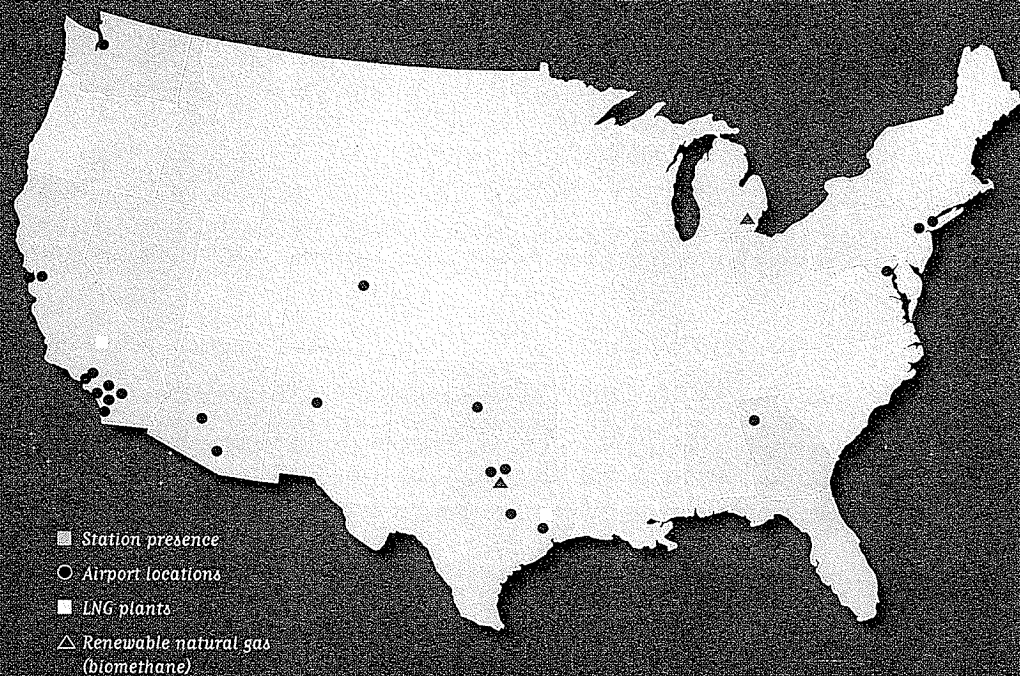 Station presence
Airport locations
LNG plants
Renewable natural gas
(biomethane)